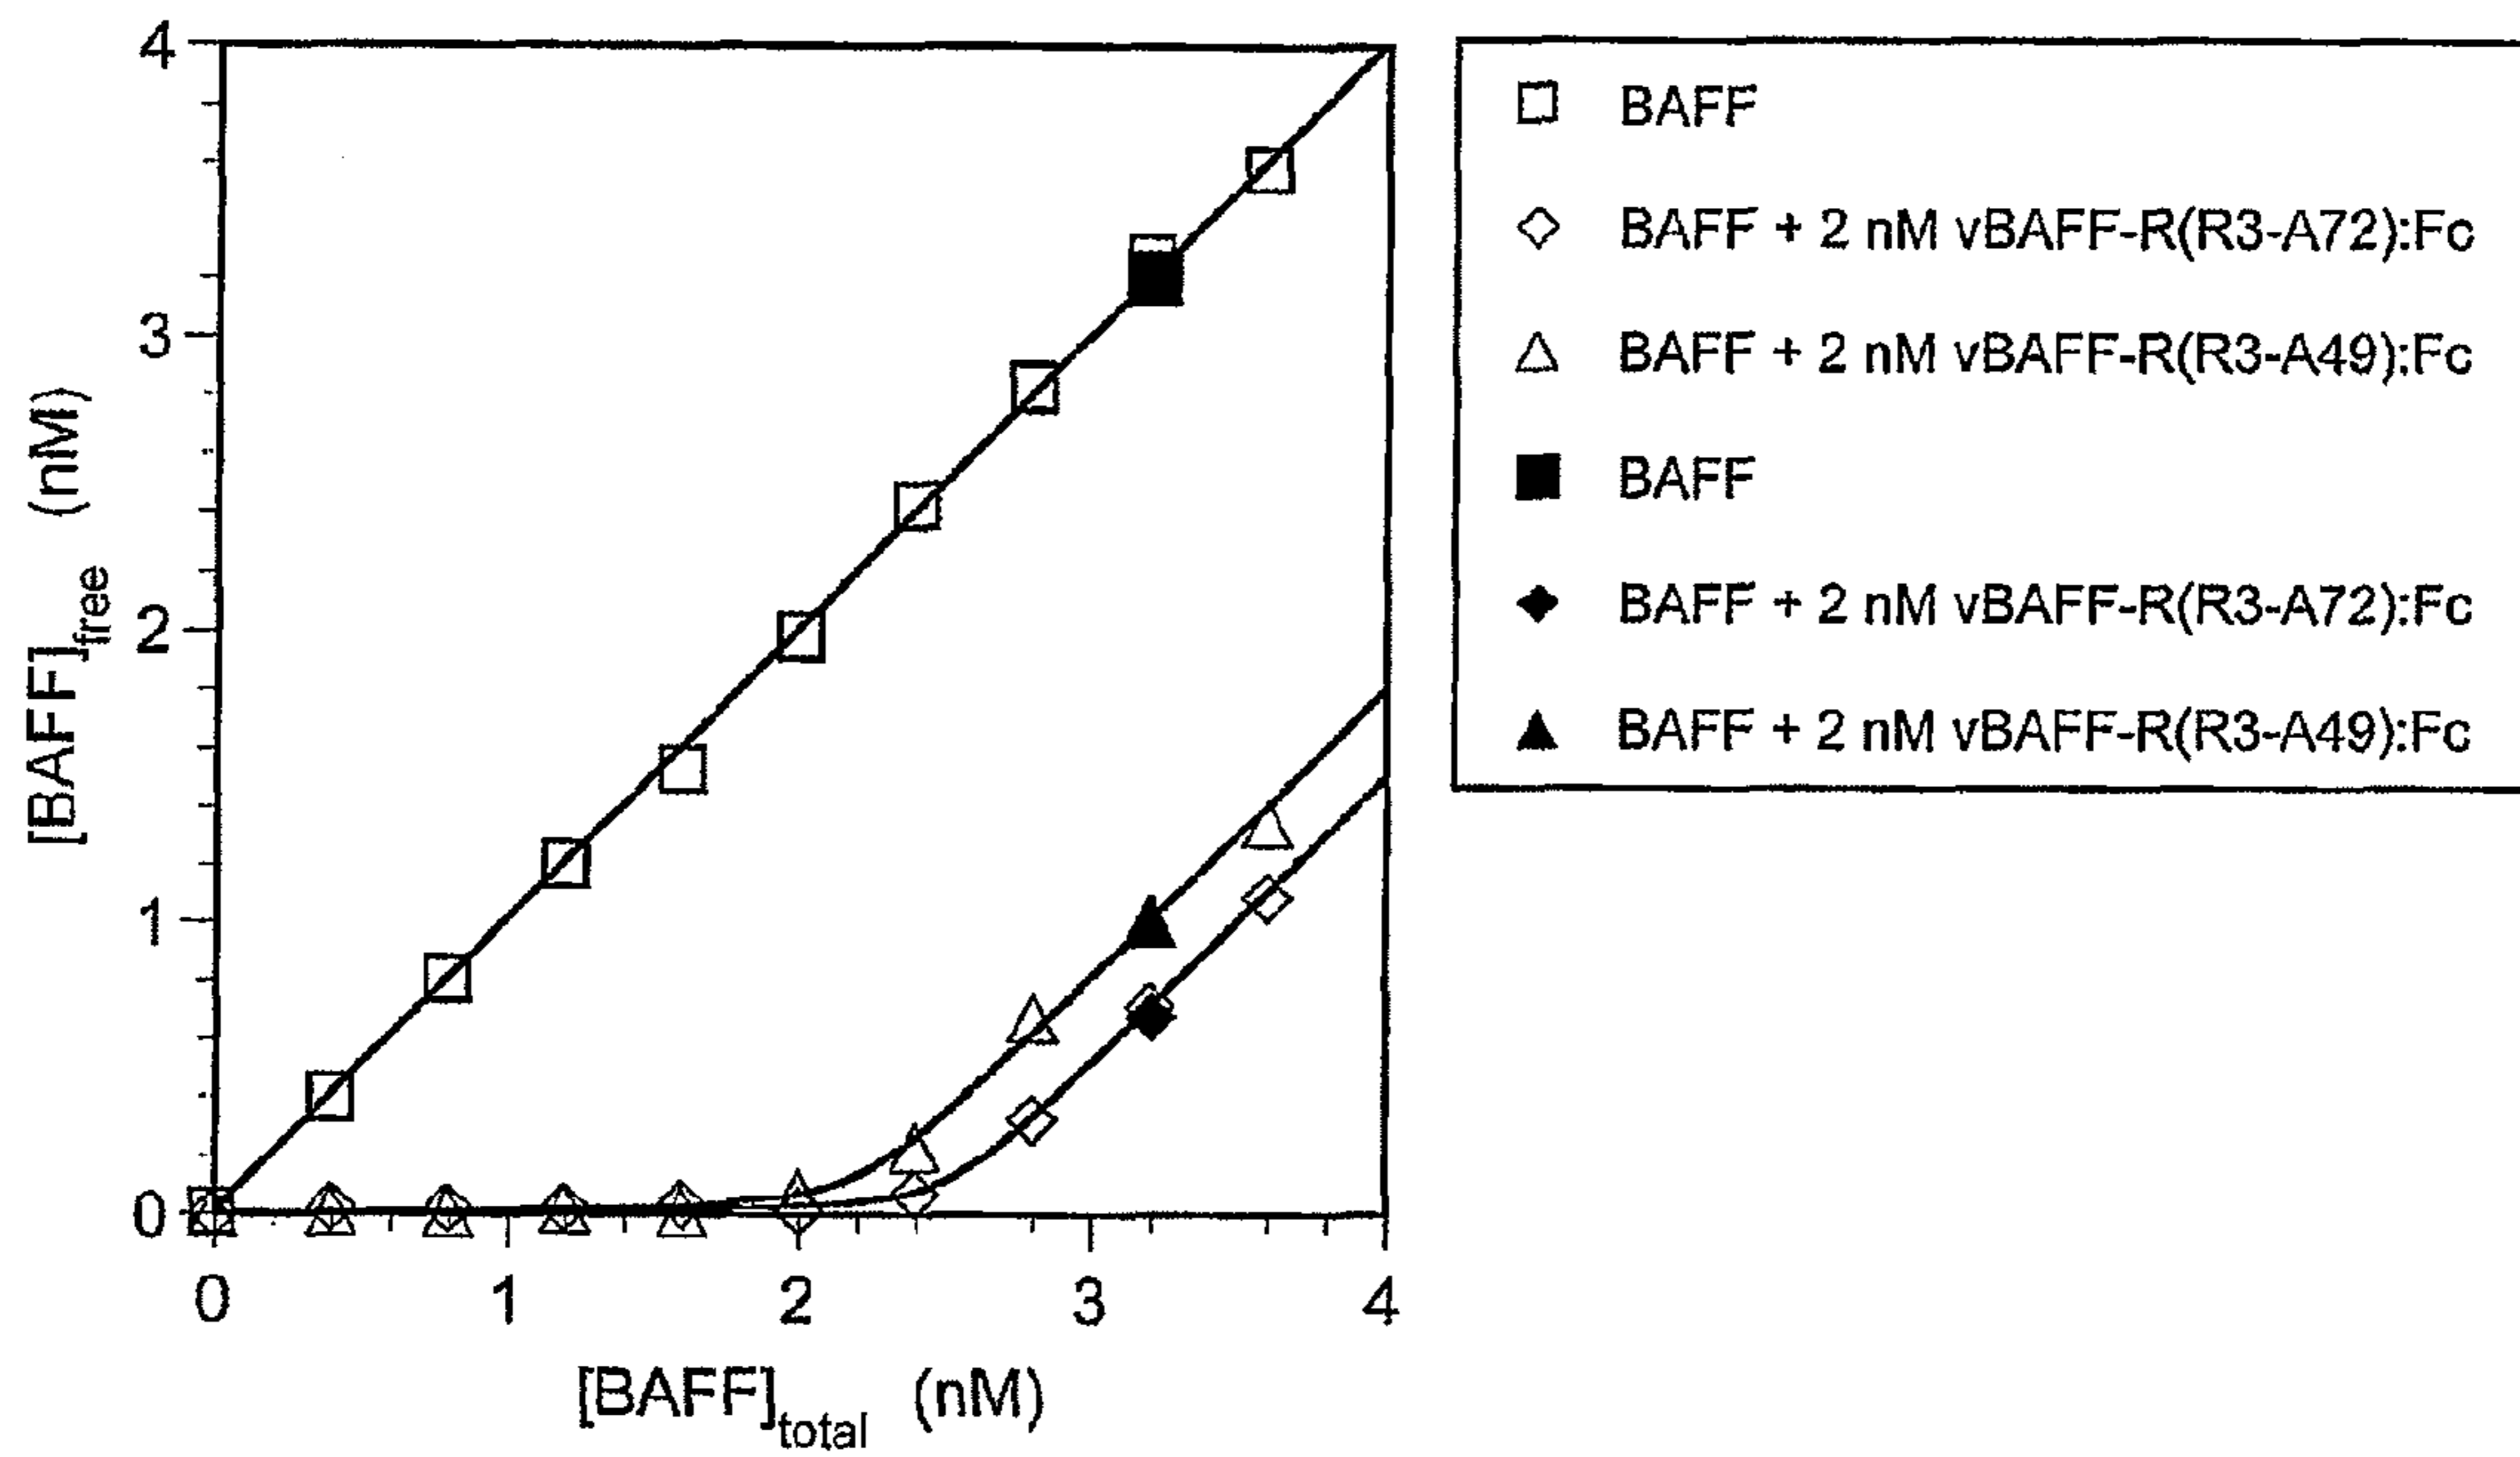 4
3
2
1
0
[BAFF]free (nM)
0 1 2 3 4
[BAFF]total (nM)
BAFF
BAFF + 2 nM vBAFF-R(R3-A72):Fc
BAFF + 2 nM vBAFF-R(R3-A49):Fc
BAFF
BAFF + 2 nM vBAFF-R(R3-A72):Fc
BAFF + 2 nM vBAFF-R(R3-A49):Fc